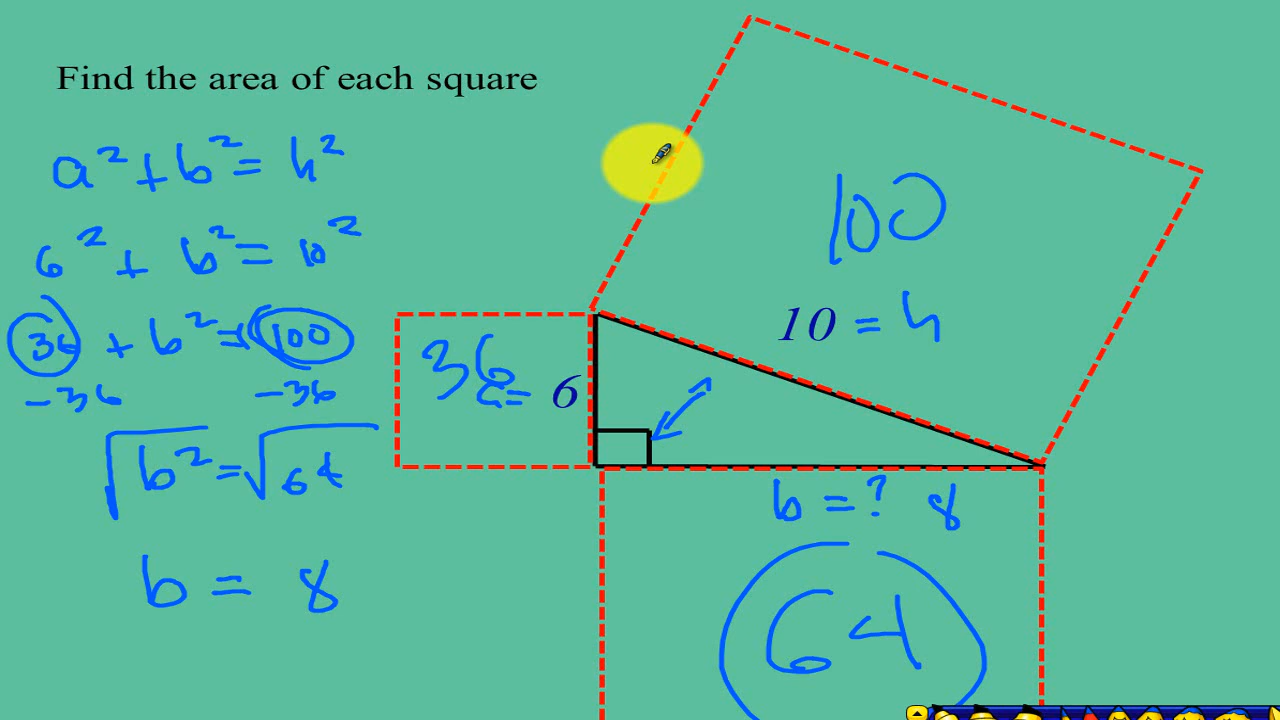 Find the area of each square
a² + b² = h²
6² + b² = 10²
36 + b² = 100
-36 -36
√b² = √64
b = 8
100
10 = h
36
a = 6
b = ? 8
64